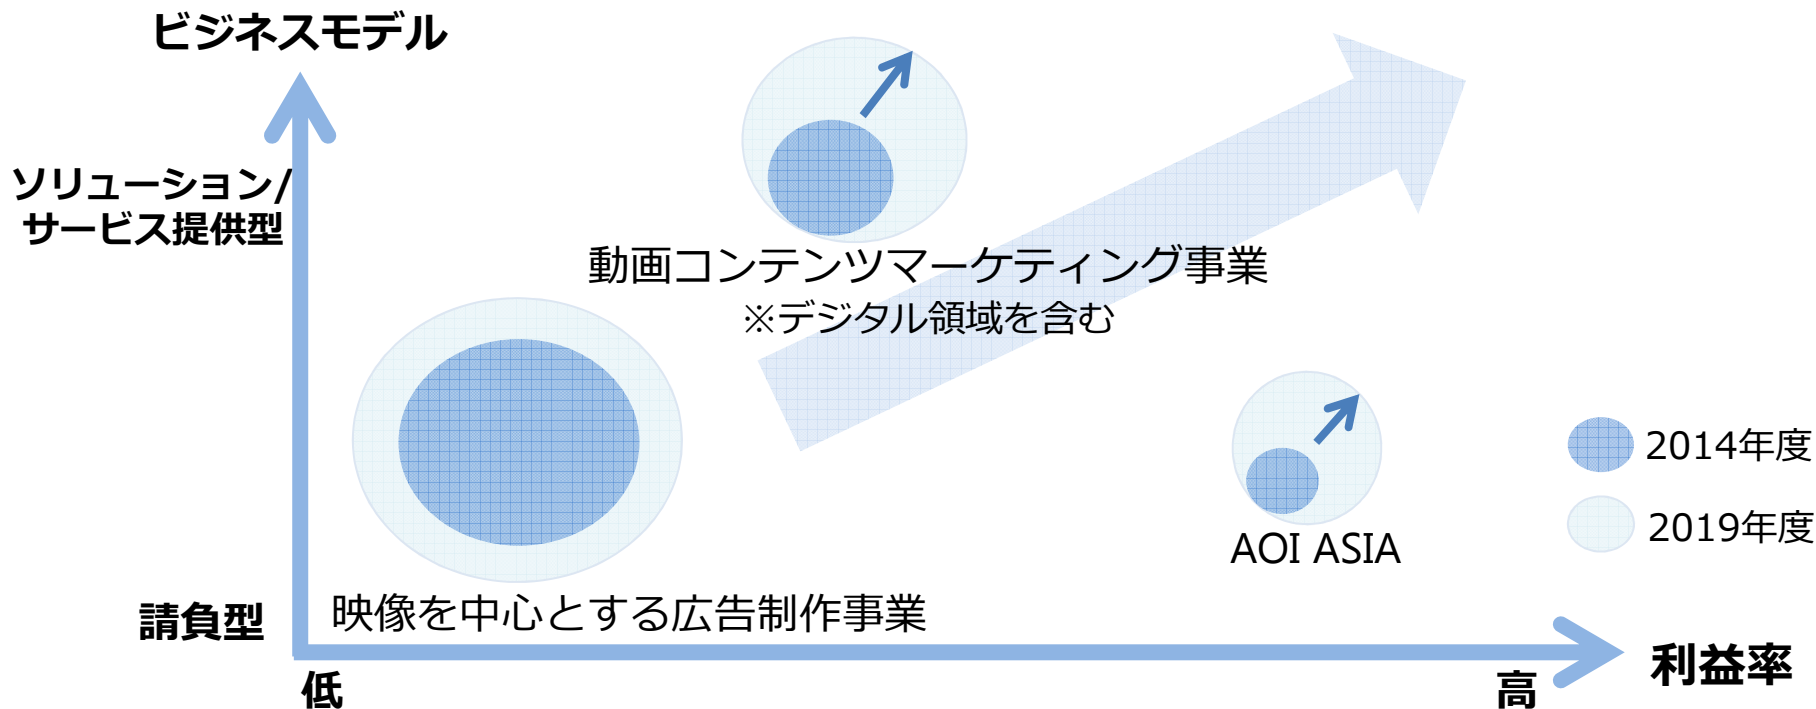 ビジネスモデル
ソリューション/
サービス提供型
動画コンテンツマーケティング事業
※デジタル領域を含む
AOI ASIA
2014年度
2019年度
請負型
映像を中心とする広告制作事業
低
高
利益率